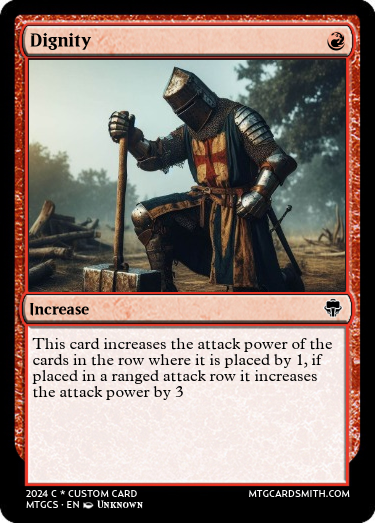 Dignity
Increase
This card increases the attack power of the
cards in the row where it is placed by 1, if
placed in a ranged attack row it increases
the attack power by 3
2024 C * CUSTOM CARD
MTGCARDSMITH.COM
MTGCS · EN UNKNOWN